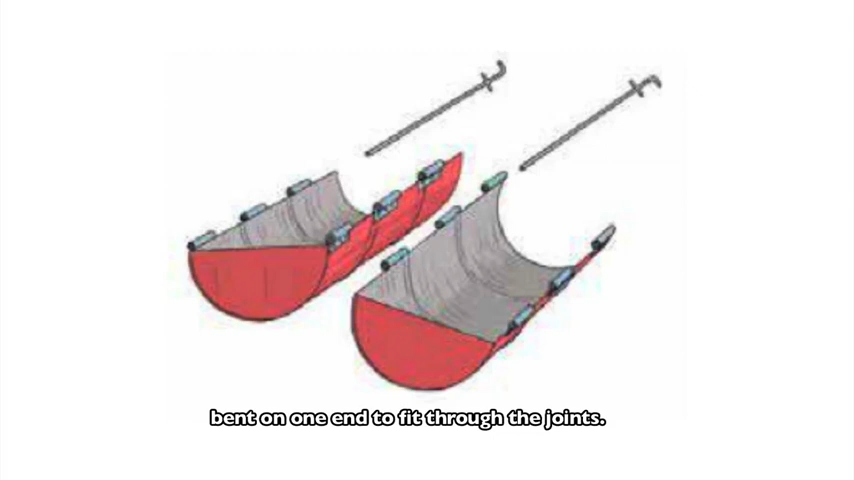 bent on one end to fit through the joints.